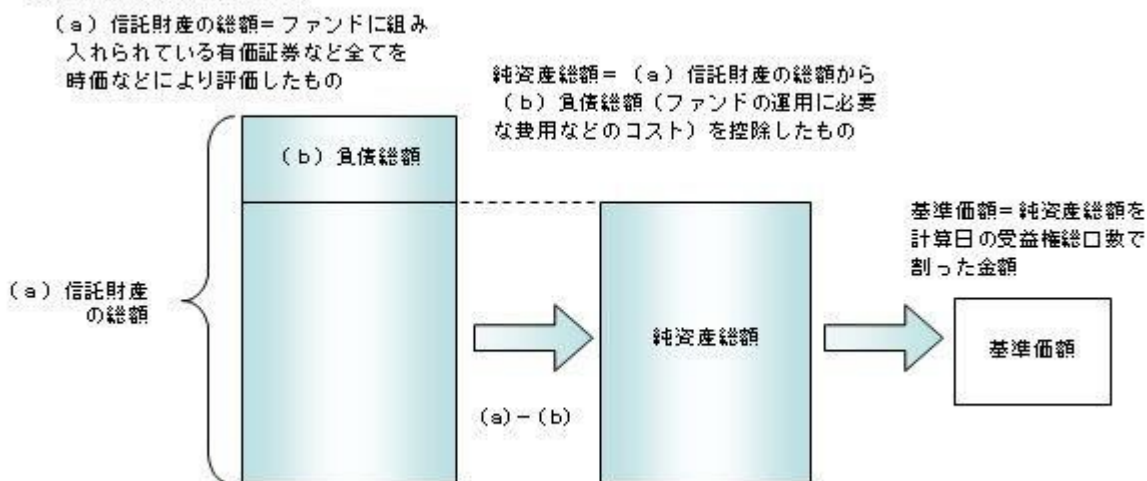 (a) 信託財産の総額=ファンドに組み
入れられている有価証券など全てを
時価などにより評価したもの
純資産総額= (a) 信託財産の総額から
(b) 負債総額(ファンドの運用に必要
な費用などのコスト)を控除したもの
(b) 負債総額
基準価額=純資産総額を
計算日の受益権総口数で
割った金額
(a) 信託財産
の総額
純資産総額
基準価額
(a)-(b)